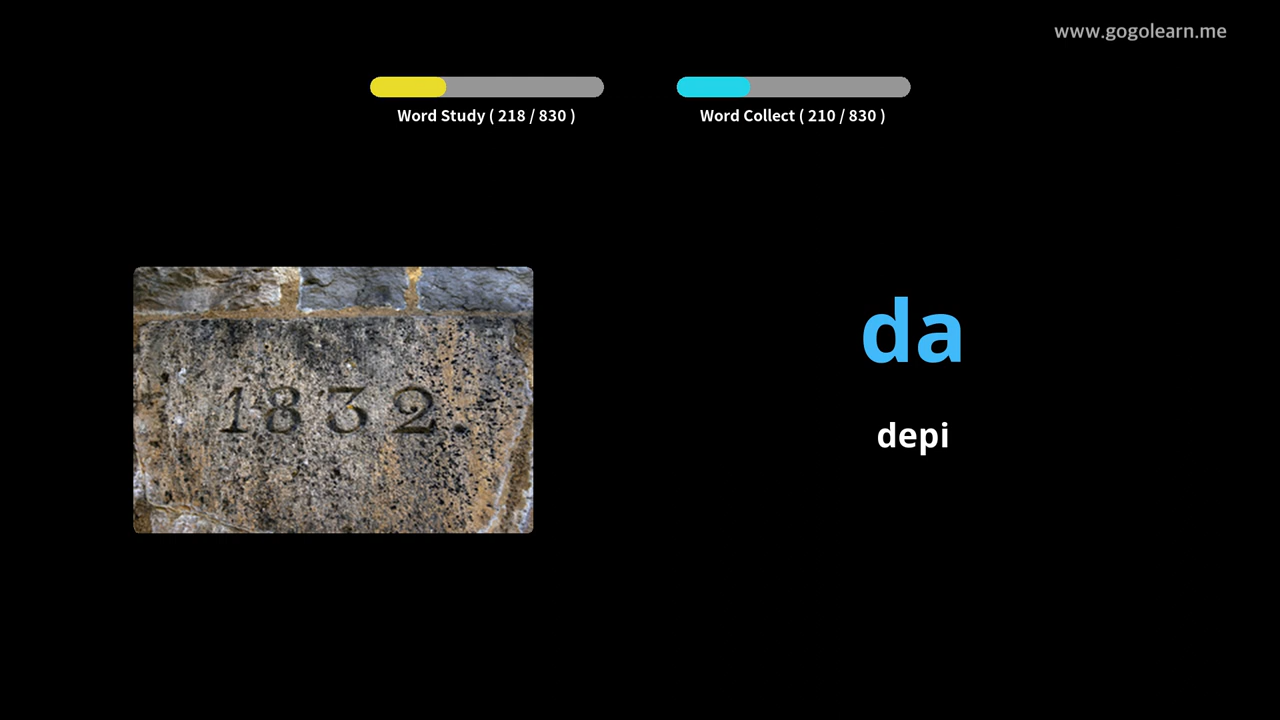 www.gogolearn.me
Word Study ( 218 / 830 )
Word Collect ( 210 / 830 )
da
1832.
depi